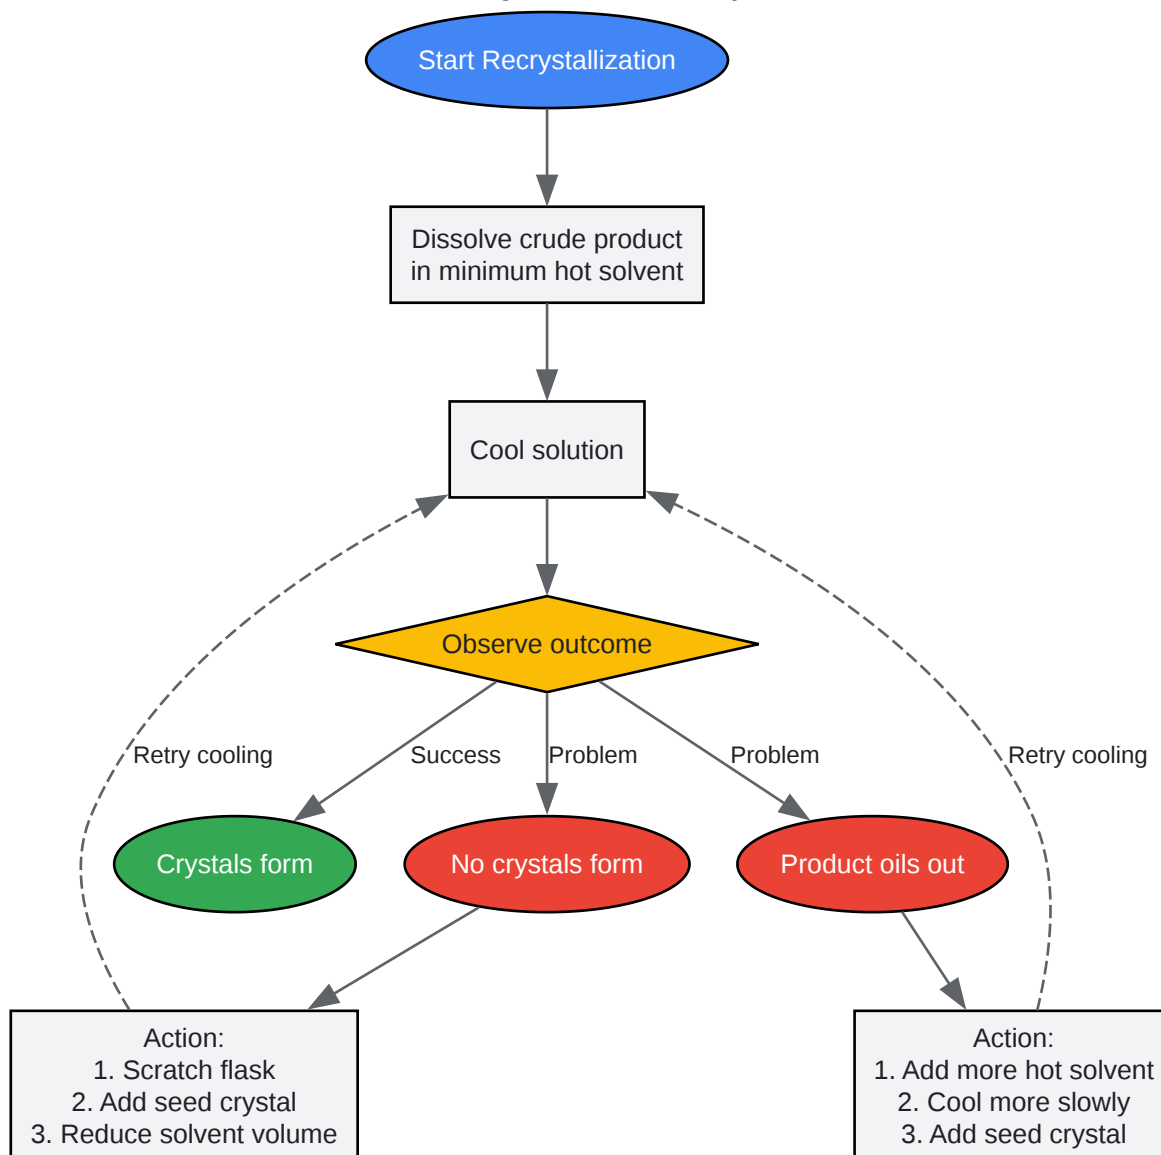 Start Recrystallization
Dissolve crude product
in minimum hot solvent
Cool solution
Observe outcome
Retry cooling
Success
Problem
Problem
Retry cooling
Crystals form
No crystals form
Product oils out
Action:
1. Scratch flask
2. Add seed crystal
3. Reduce solvent volume
Action:
1. Add more hot solvent
2. Cool more slowly
3. Add seed crystal